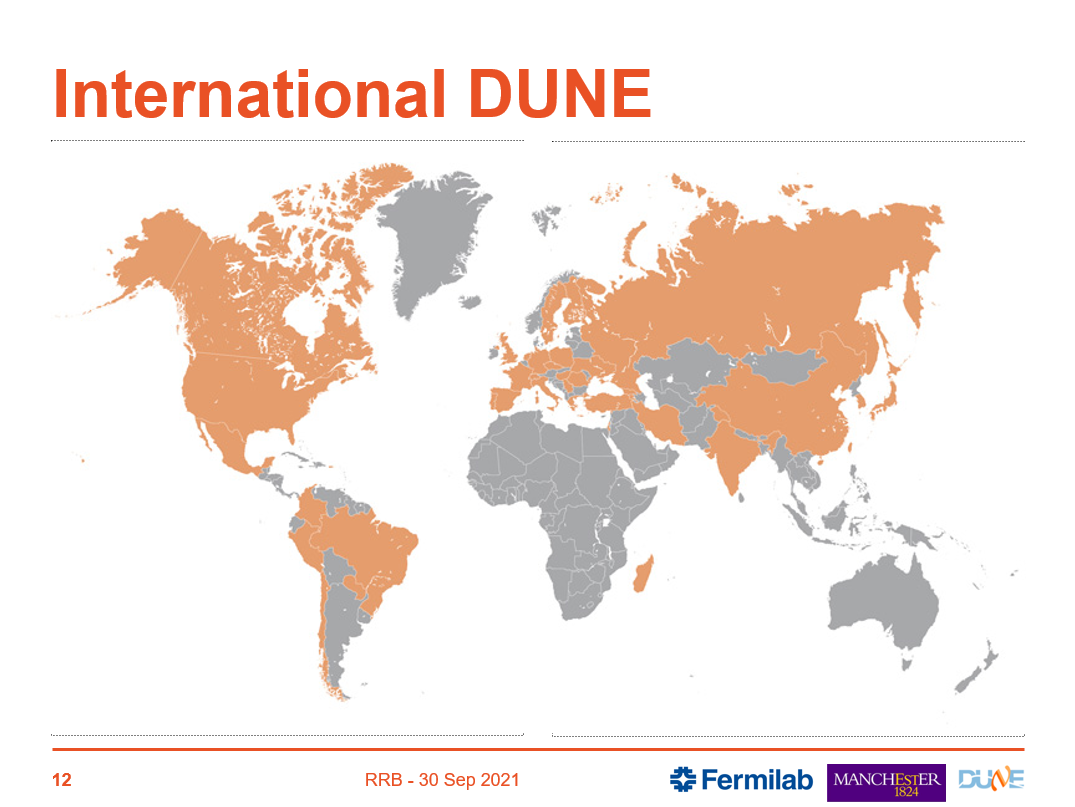 International DUNE
12
RRB - 30 Sep 2021
Fermilab
MANCHEsTER
1824
DUNE